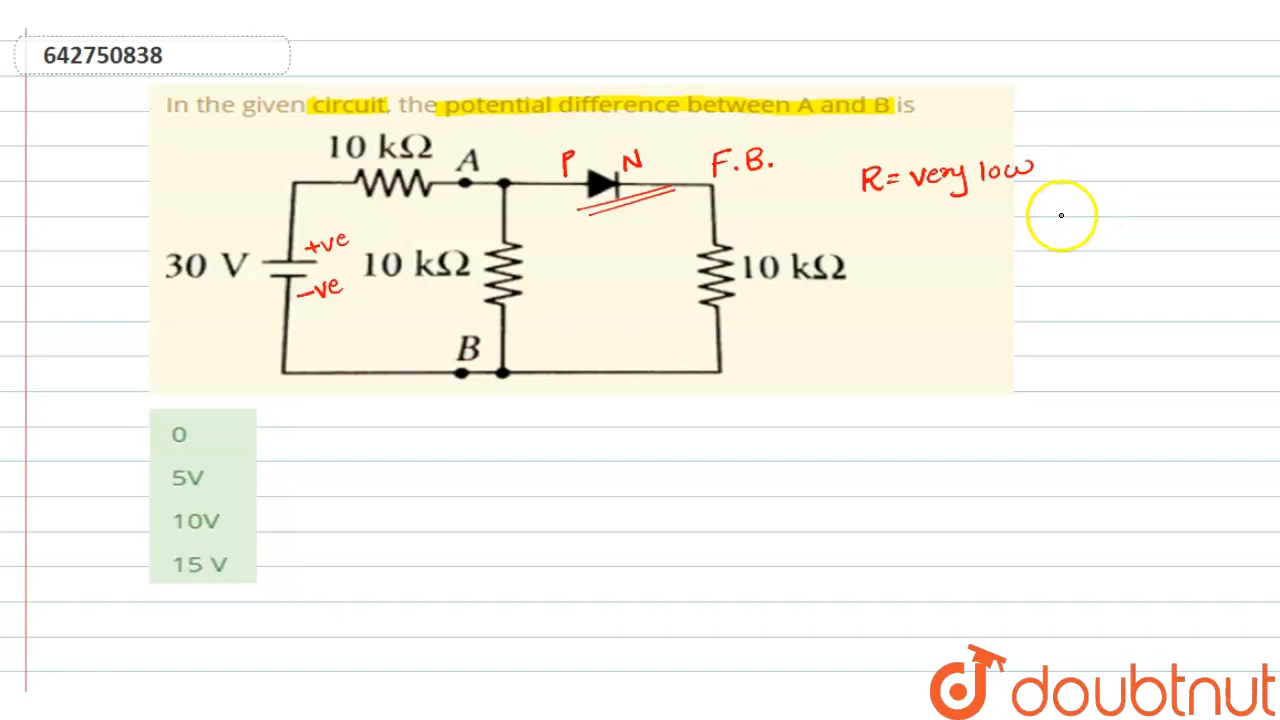 642750838
In the given circuit, the potential difference between A and B is
10 kΩ
A
P
N
F.B.
R= very low
+ve
30 V
10 kΩ
10 kΩ
-ve
B
0
5V
10V
15 V
doubtnut